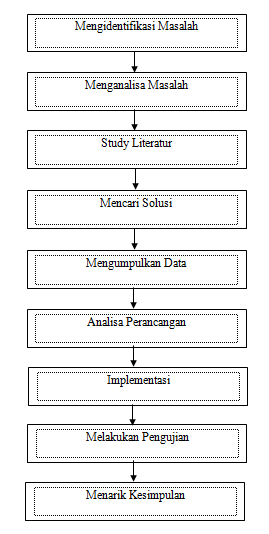 Mengidentifikasi Masalah
Menganalisa Masalah
Study Literatur
Mencari Solusi
Mengumpulkan Data
Analisa Perancangan
Implementasi
Melakukan Pengujian
Menarik Kesimpulan